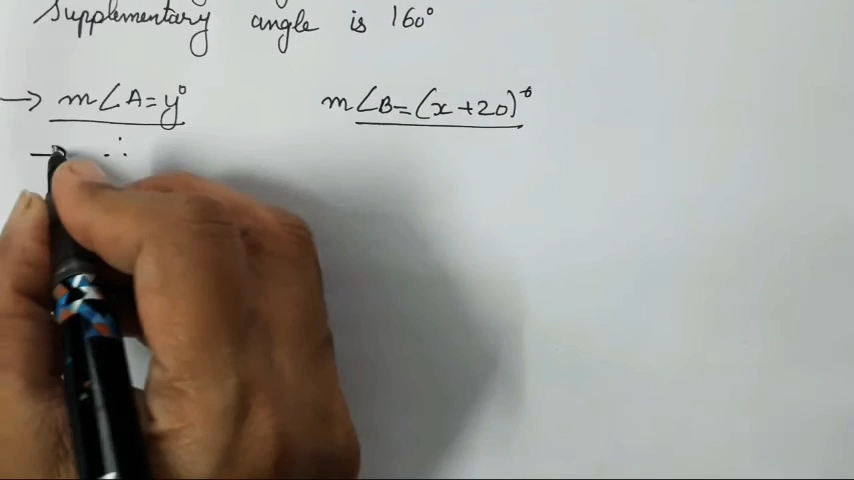 Supplementary angle is 160°
→ m∠A=y° m∠B=(x+20)°
→ ∴